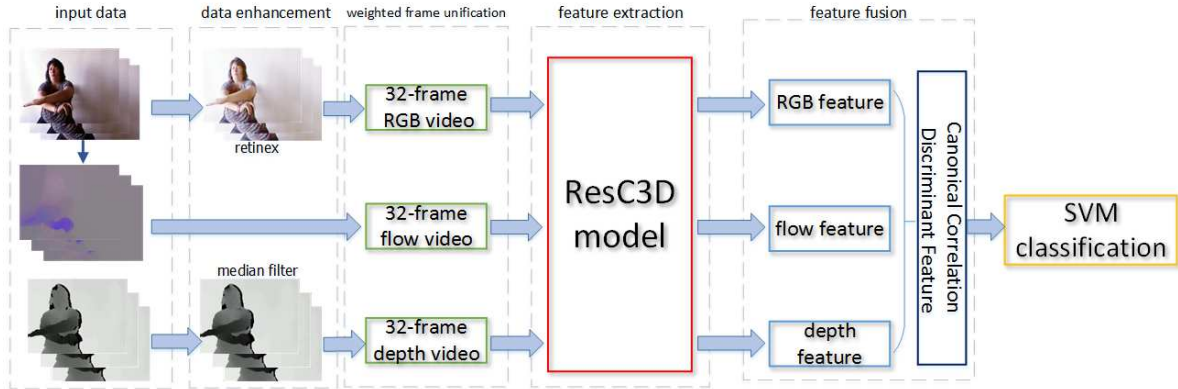 input data
data enhancement
weighted frame unification
feature extraction
feature fusion
retinex
32-frame
RGB video
RGB feature
32-frame
flow video
ResC3D
model
flow feature
Canonical Correlation
Discriminant Feature
SVM
classification
median filter
32-frame
depth video
depth
feature